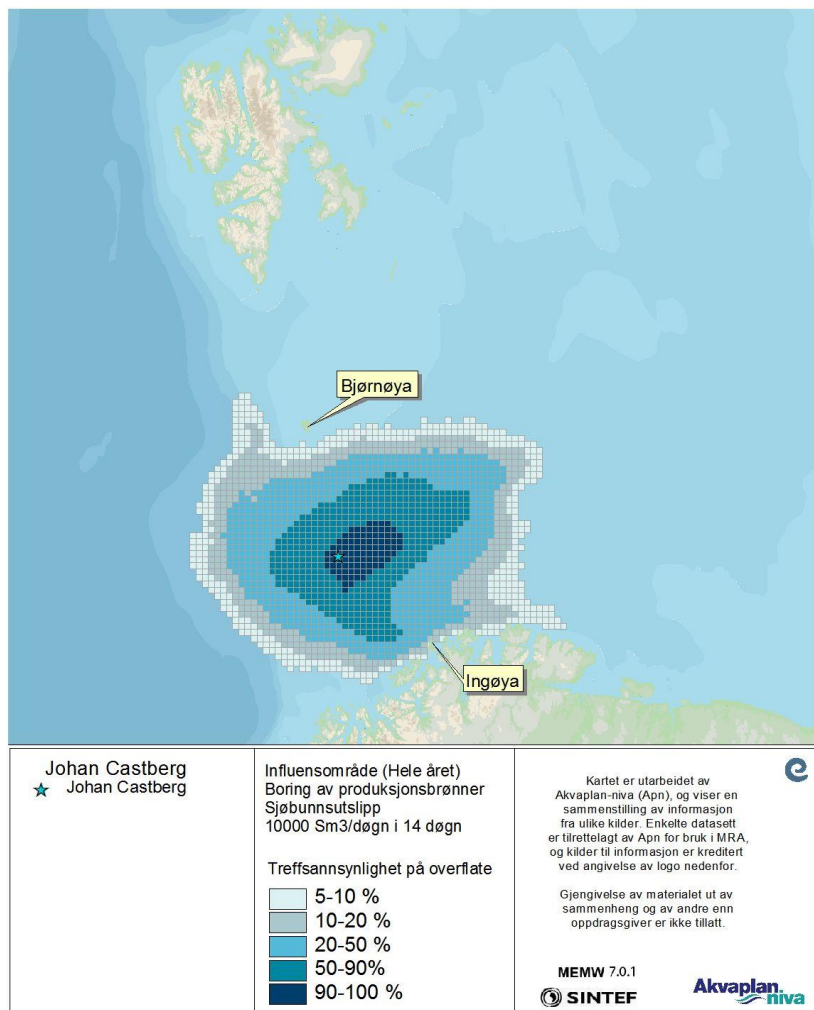 Bjørnøya
Ingøya
Johan Castberg
Johan Castberg
Influensområde (Hele året)
Boring av produksjonsbrønner
Sjøbunnsutslipp
10000 Sm3/døgn i 14 døgn
Treffsannsynlighet på overflate
5-10 %
10-20 %
20-50 %
50-90%
90-100 %
Kartet er utarbeidet av
Akvaplan-niva (Apn), og viser en
sammenstilling av informasjon
fra ulike kilder. Enkelte datasett
er tilrettelagt av Apn for bruk i MRA,
og kilder til informasjon er kreditert
ved angivelse av logo nedenfor.
Gjengivelse av materialet ut av
sammenheng og av andre enn
oppdragsgiver er ikke tillatt.
MEMW 7.0.1
SINTEF
Akvaplan
niva